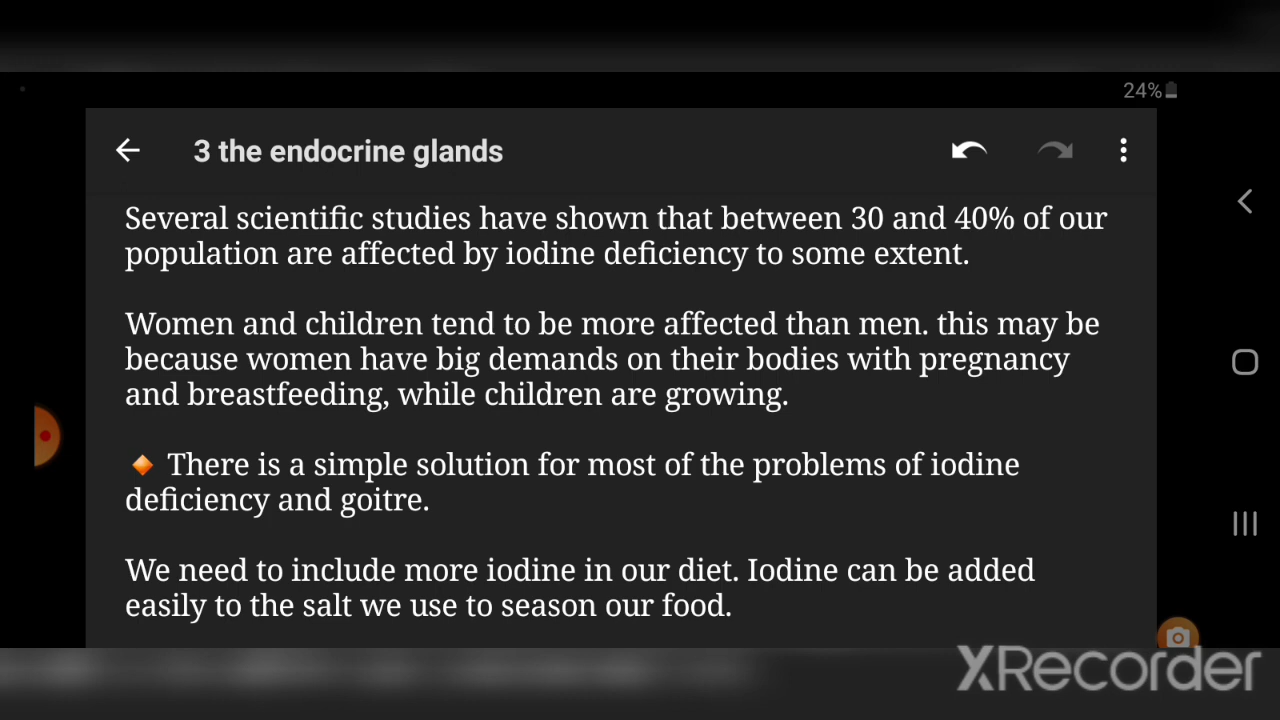 24%
3 the endocrine glands
Several scientific studies have shown that between 30 and 40% of our
population are affected by iodine deficiency to some extent.
Women and children tend to be more affected than men. this may be
because women have big demands on their bodies with pregnancy
and breastfeeding, while children are growing.
🔸 There is a simple solution for most of the problems of iodine
deficiency and goitre.
We need to include more iodine in our diet. Iodine can be added
easily to the salt we use to season our food.
XRecorder